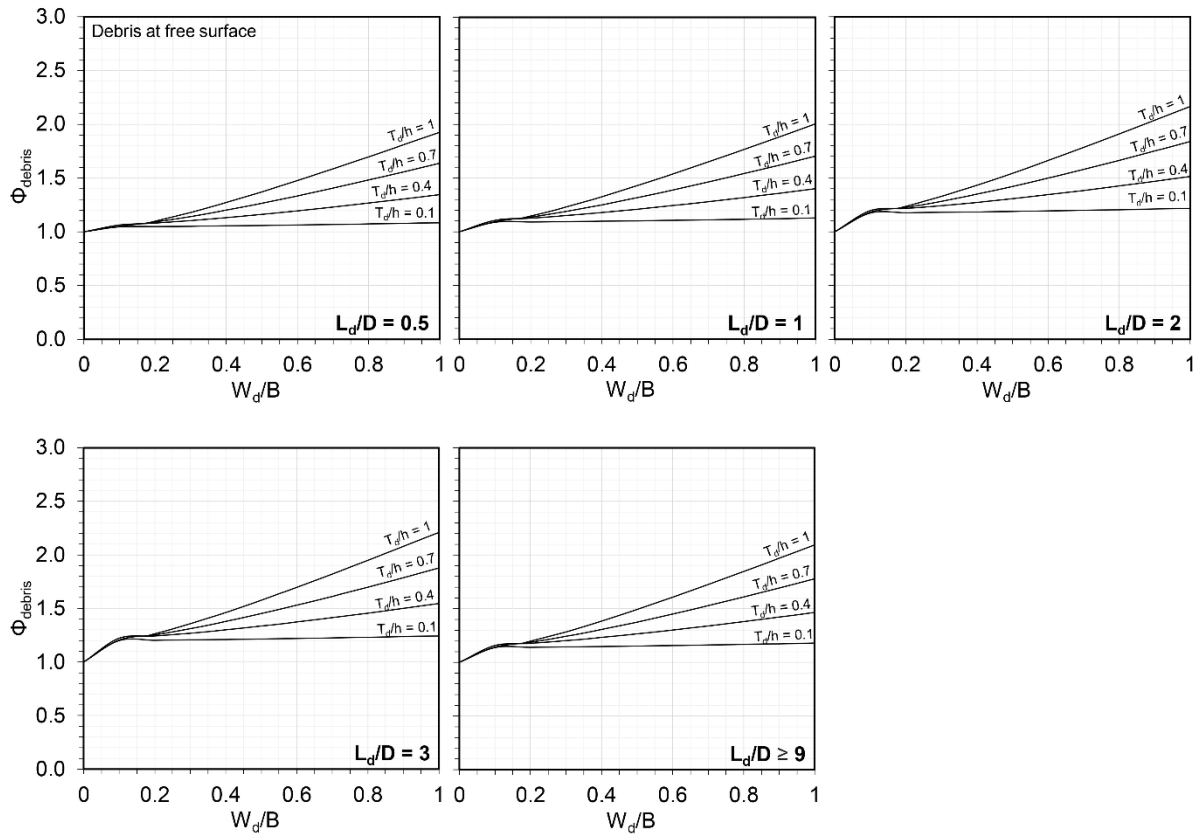 3.0
2.5
2.0
1.5
1.0
0.5
0.0
Φdebris
Debris at free surface
Td/h = 1
Td/h = 0.7
Td/h = 0.4
Td/h = 0.1
Ld/D = 0.5
0 0.2 0.4 0.6 0.8 1
Wd/B
Td/h = 1
Td/h = 0.7
Td/h = 0.4
Td/h = 0.1
Ld/D = 1
0 0.2 0.4 0.6 0.8 1
Wd/B
Td/h = 1
Td/h = 0.7
Td/h = 0.4
Td/h = 0.1
Ld/D = 2
0 0.2 0.4 0.6 0.8 1
Wd/B
3.0
2.5
2.0
1.5
1.0
0.5
0.0
Φdebris
Td/h = 1
Td/h = 0.7
Td/h = 0.4
Td/h = 0.1
Ld/D = 3
0 0.2 0.4 0.6 0.8 1
Wd/B
Td/h = 1
Td/h = 0.7
Td/h = 0.4
Td/h = 0.1
Ld/D ≥ 9
0 0.2 0.4 0.6 0.8 1
Wd/B